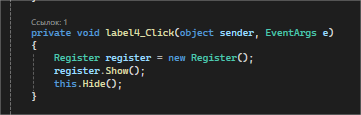 Ссылок: 1
private void label4_Click(object sender, EventArgs e)
{
Register register = new Register();
register.Show();
this.Hide();
}